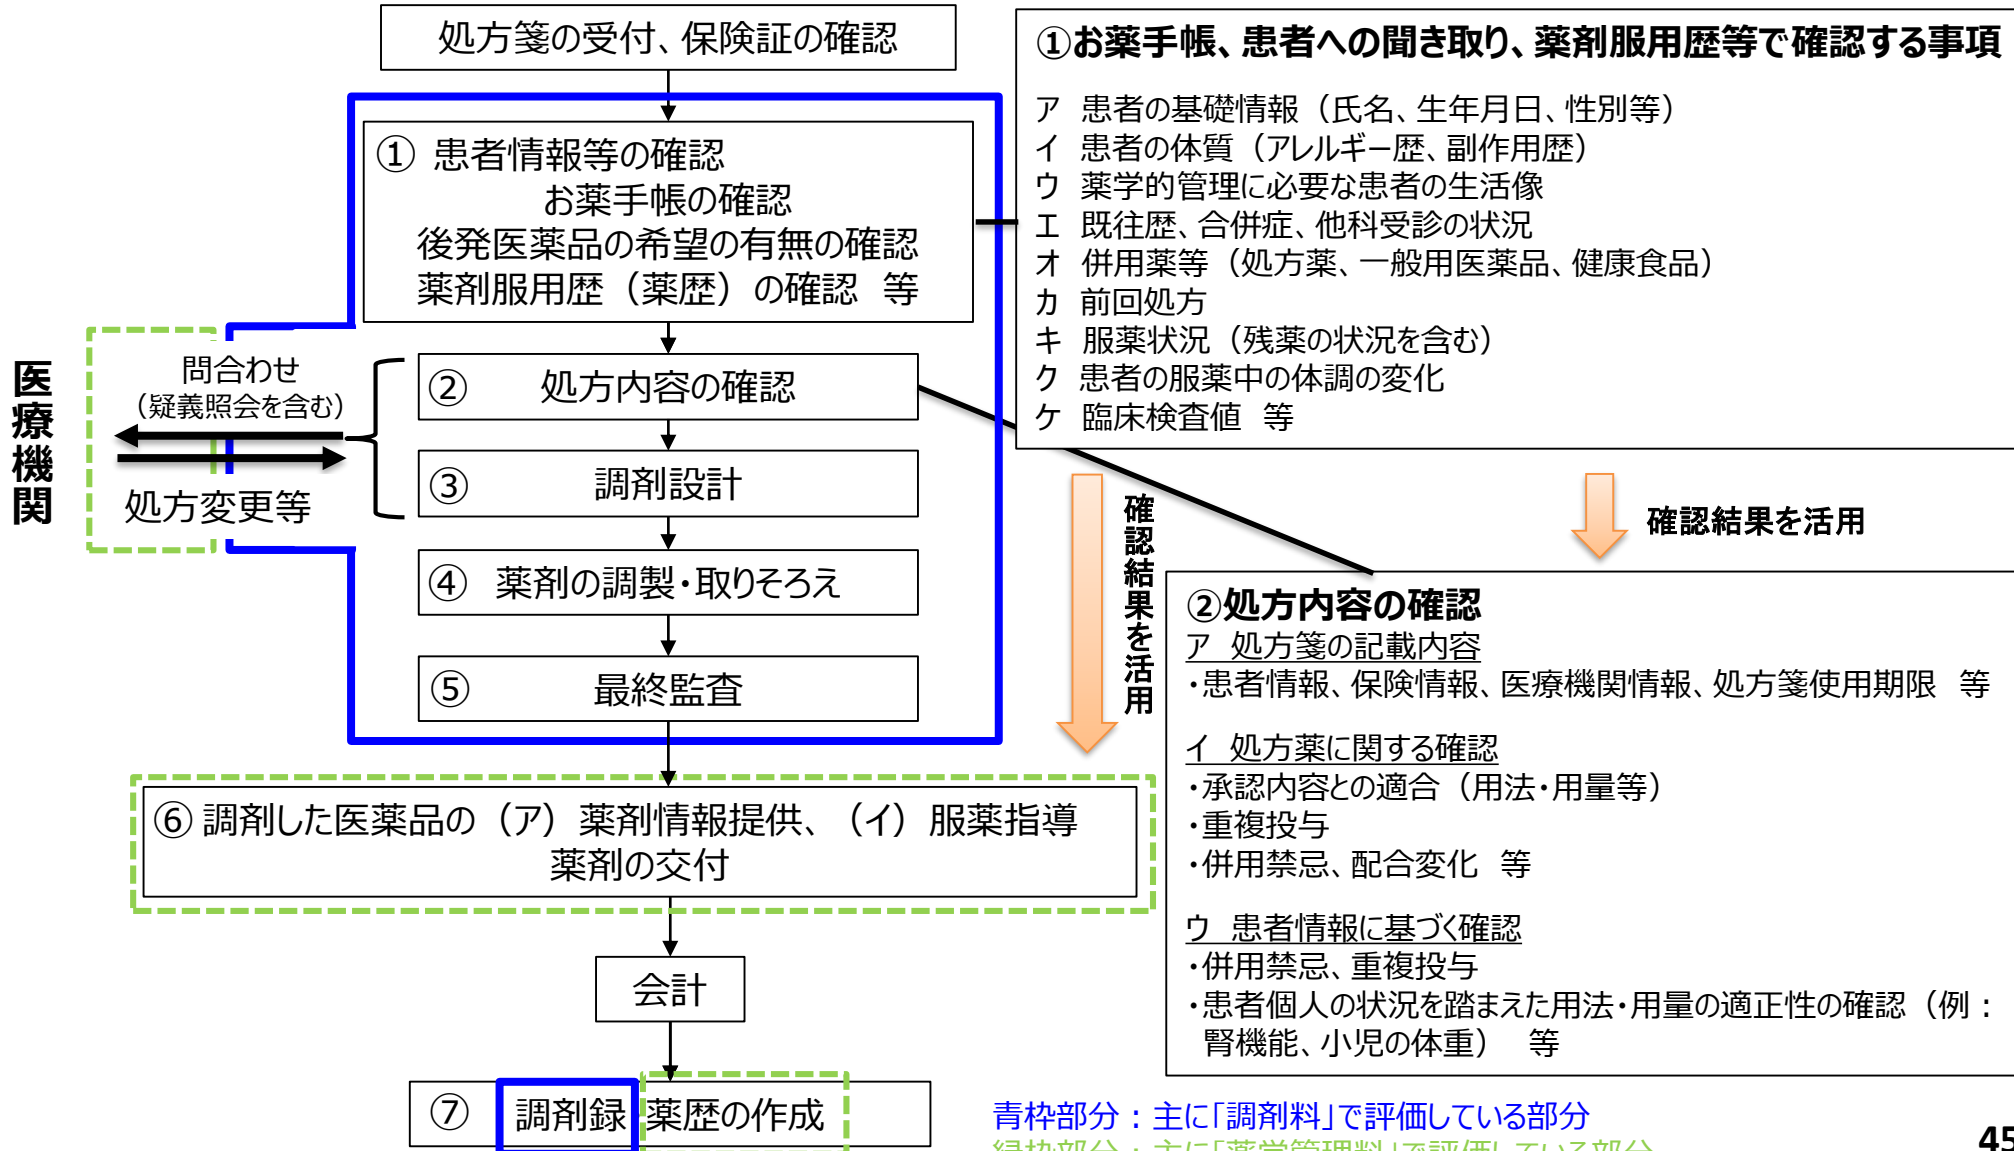 処方箋の受付、保険証の確認
① 患者情報等の確認
お薬手帳の確認
後発医薬品の希望の有無の確認
薬剤服用歴（薬歴）の確認　等
医療機関
問合わせ
（疑義照会を含む）
処方変更等
② 処方内容の確認
③ 調剤設計
④ 薬剤の調製・取りそろえ
⑤ 最終監査
⑥ 調剤した医薬品の（ア）薬剤情報提供、（イ）服薬指導
薬剤の交付
会計
⑦ 調剤録 薬歴の作成
①お薬手帳、患者への聞き取り、薬剤服用歴等で確認する事項
ア　患者の基礎情報（氏名、生年月日、性別等）
イ　患者の体質（アレルギー歴、副作用歴）
ウ　薬学的管理に必要な患者の生活像
エ　既往歴、合併症、他科受診の状況
オ　併用薬等（処方薬、一般用医薬品、健康食品）
カ　前回処方
キ　服薬状況（残薬の状況を含む）
ク　患者の服薬中の体調の変化
ケ　臨床検査値　等
確認結果を活用
確認結果を活用
②処方内容の確認
ア　処方箋の記載内容
・患者情報、保険情報、医療機関情報、処方箋使用期限　等
イ　処方薬に関する確認
・承認内容との適合（用法・用量等）
・重複投与
・併用禁忌、配合変化　等
ウ　患者情報に基づく確認
・併用禁忌、重複投与
・患者個人の状況を踏まえた用法・用量の適正性の確認（例：
腎機能、小児の体重）　等
青枠部分：主に「調剤料」で評価している部分
緑枠部分：主に「薬学管理料」で評価している部分
45